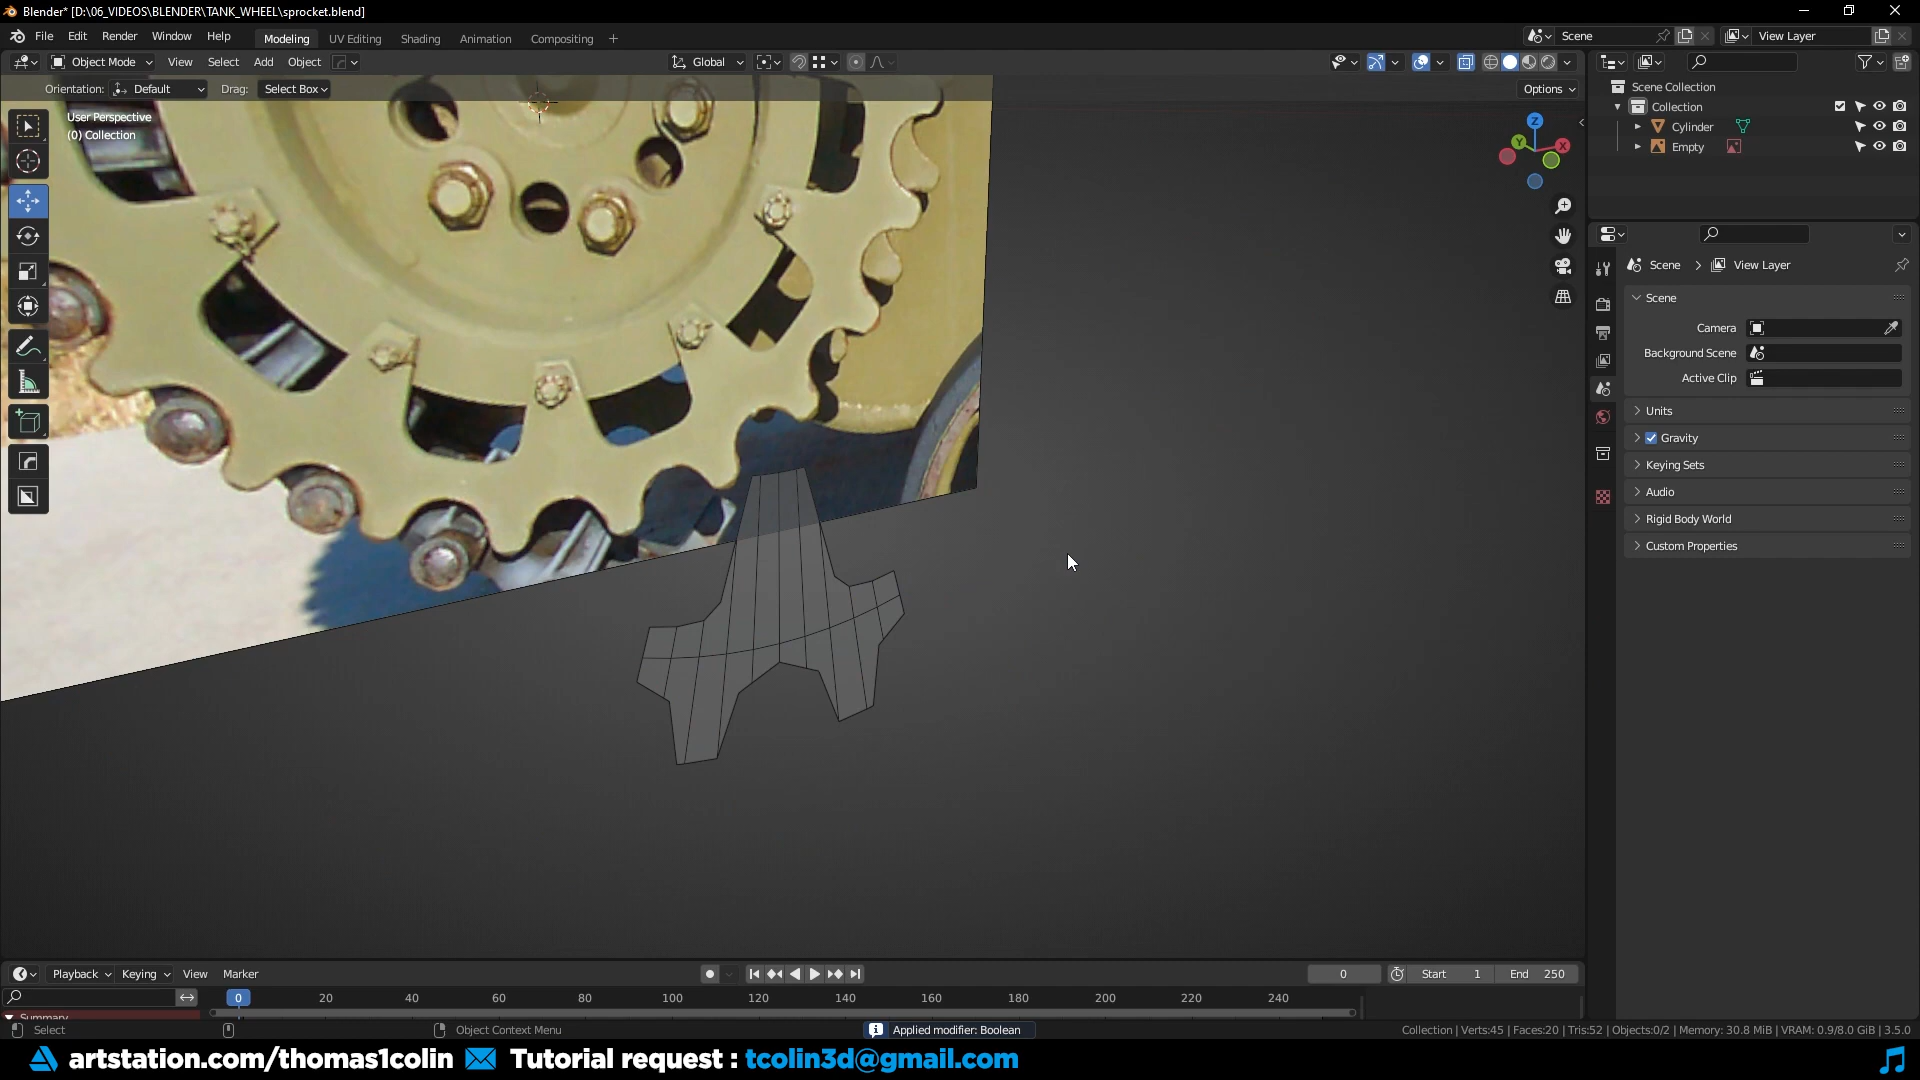 Blender* [D:\06_VIDEOS\BLENDER\TANK_WHEEL\sprocket.blend]
File Edit Render Window Help Modeling UV Editing Shading Animation Compositing + Scene View Layer
Object Mode View Select Add Object Global
Orientation: Default Drag: Select Box Options
User Perspective
(0) Collection
Z
Y
X
Scene Collection
Collection
Cylinder
Empty
Scene > View Layer
Scene
Camera
Background Scene
Active Clip
Units
Gravity
Keying Sets
Audio
Rigid Body World
Custom Properties
Playback Keying View Marker 0 Start 1 End 250
0 20 40 60 80 100 120 140 160 180 200 220 240
Summary
Select Object Context Menu Applied modifier: Boolean Collection | Verts:45 | Faces:20 | Tris:52 | Objects:0/2 | Memory: 30.8 MiB | VRAM: 0.9/8.0 GiB | 3.5.0
artstation.com/thomas1colin Tutorial request : tcolin3d@gmail.com